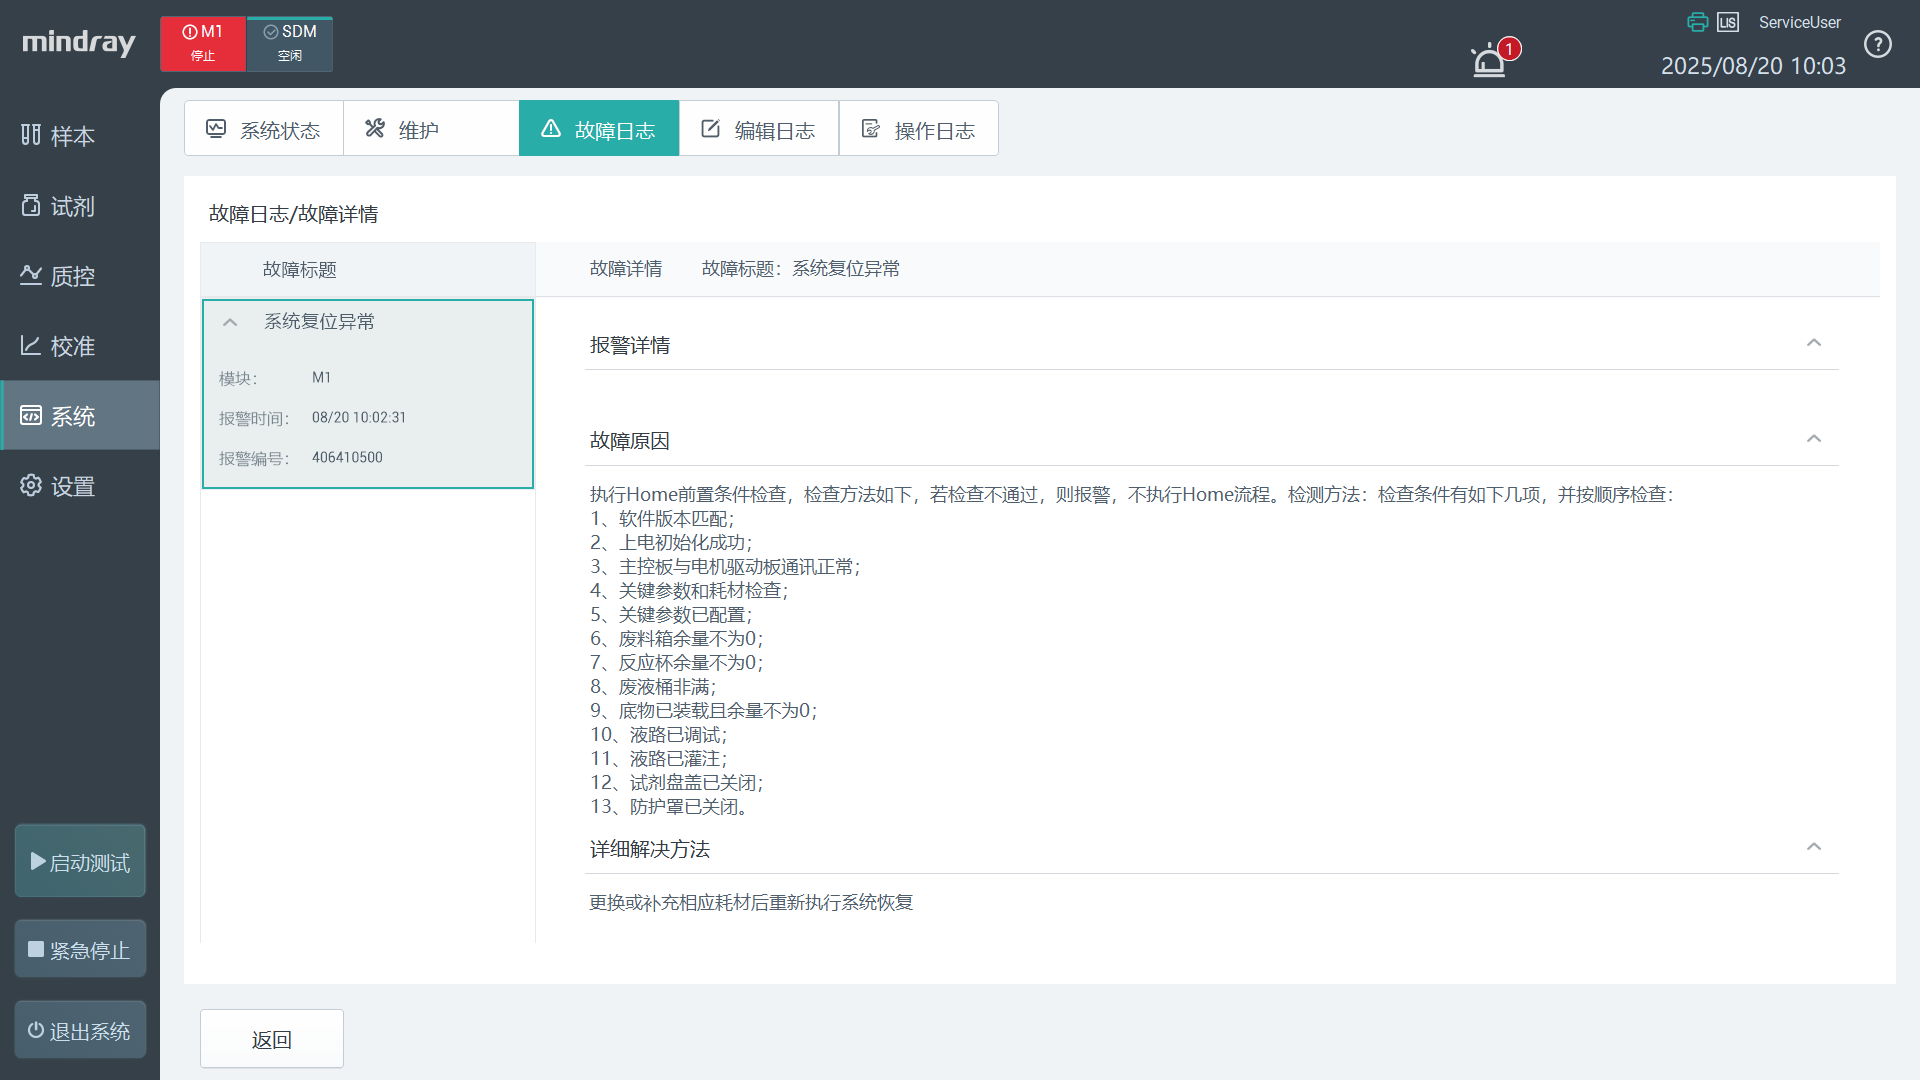 mindray
M1
停止
SDM
空闲
1
LIS
ServiceUser
2025/08/20 10:03
?
样本
试剂
质控
校准
系统
设置
启动测试
紧急停止
退出系统
系统状态
维护
故障日志
编辑日志
操作日志
故障日志/故障详情
故障标题
故障详情 故障标题：系统复位异常
系统复位异常
模块： M1
报警时间： 08/20 10:02:31
报警编号： 406410500
报警详情
故障原因
执行Home前置条件检查，检查方法如下，若检查不通过，则报警，不执行Home流程。检测方法：检查条件有如下几项，并按顺序检查：
1、软件版本匹配；
2、上电初始化成功；
3、主控板与电机驱动板通讯正常；
4、关键参数和耗材检查；
5、关键参数已配置；
6、废料箱余量不为0；
7、反应杯余量不为0；
8、废液桶非满；
9、底物已装载且余量不为0；
10、液路已调试；
11、液路已灌注；
12、试剂盘盖已关闭；
13、防护罩已关闭。
详细解决方法
更换或补充相应耗材后重新执行系统恢复
返回